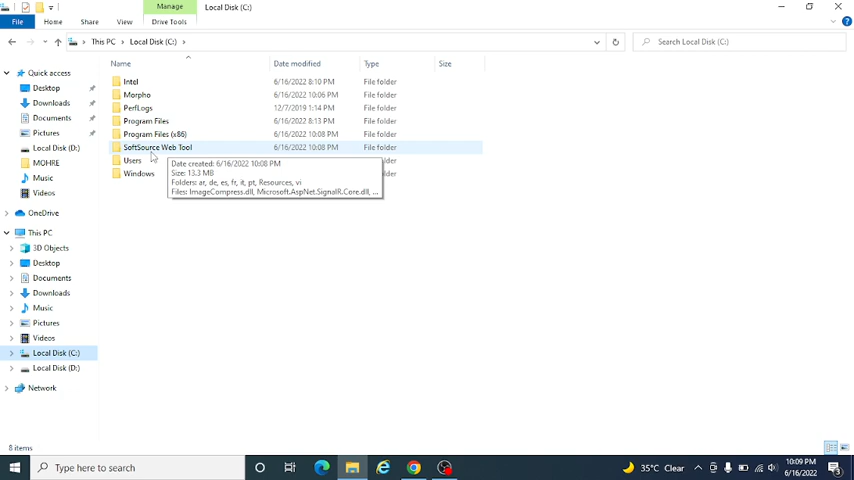 Manage
Local Disk (C:)
File
Home
Share
View
Drive Tools
This PC
Local Disk (C:)
Search Local Disk (C:)
Name
Date modified
Type
Size
Intel 6/16/2022 8:10 PM File folder
Morpho 6/16/2022 10:06 PM File folder
PerfLogs 12/7/2019 1:14 PM File folder
Program Files 6/16/2022 8:13 PM File folder
Program Files (x86) 6/16/2022 10:08 PM File folder
SoftSource Web Tool 6/16/2022 10:08 PM File folder
Users folder
Windows folder
Date created: 6/16/2022 10:08 PM
Size: 13.3 MB
Folders: ar, de, es, fr, it, pt, Resources, vi
Files: ImageCompress.dll, Microsoft.AspNet.SignalR.Core.dll, ...
Quick access
Desktop
Downloads
Documents
Pictures
Local Disk (C:)
MOHRE
Music
Videos
OneDrive
This PC
3D Objects
Desktop
Documents
Downloads
Music
Pictures
Videos
Local Disk (C:)
Local Disk (D:)
Network
8 items
Type here to search
35°C Clear
10:09 PM
6/16/2022
3